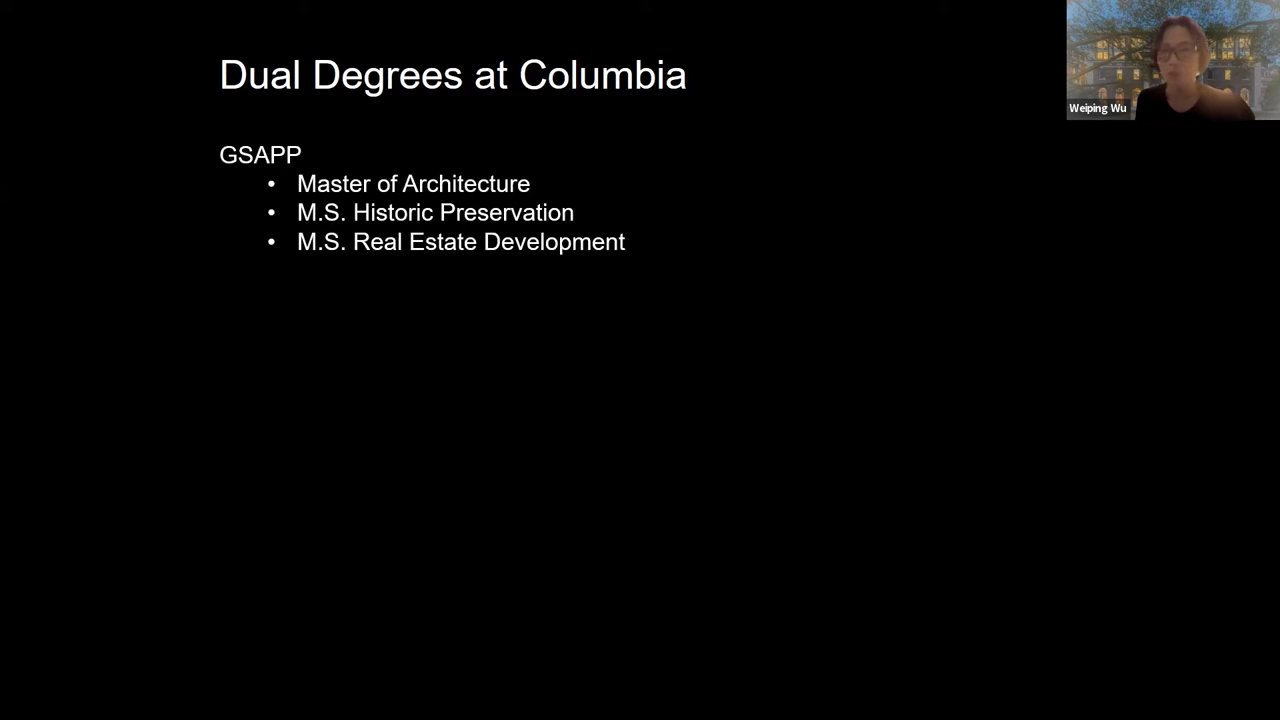 Dual Degrees at Columbia
GSAPP
• Master of Architecture
• M.S. Historic Preservation
• M.S. Real Estate Development
Weiping Wu